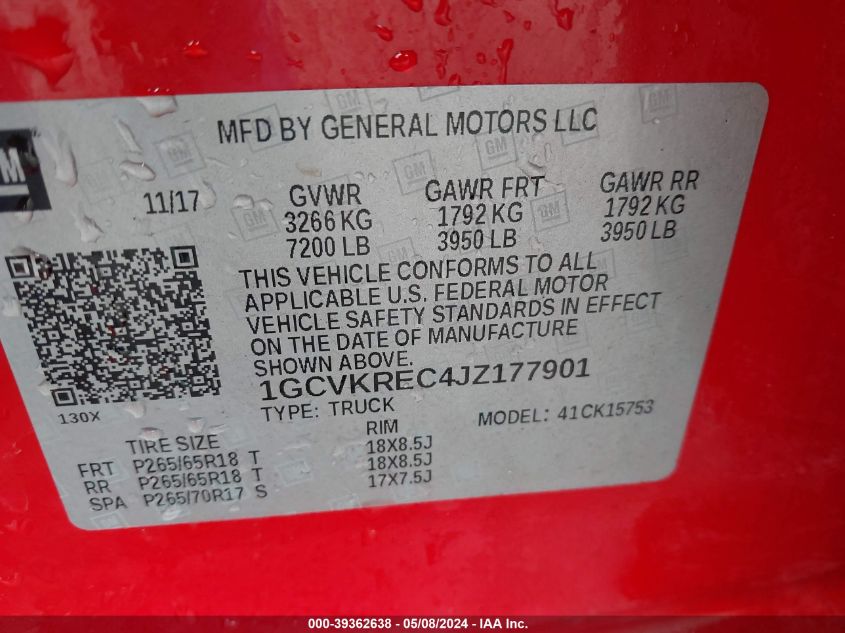 MFD BY GENERAL MOTORS LLC
GM
11/17
GVWR GAWR FRT GAWR RR
3266 KG 1792 KG 1792 KG
7200 LB 3950 LB 3950 LB
THIS VEHICLE CONFORMS TO ALL
APPLICABLE U.S. FEDERAL MOTOR
VEHICLE SAFETY STANDARDS IN EFFECT
ON THE DATE OF MANUFACTURE
SHOWN ABOVE.
1GCVKREC4JZ177901
130X
TYPE: TRUCK MODEL: 41CK15753
TIRE SIZE RIM
FRT P265/65R18 T 18X8.5J
RR P265/65R18 T 18X8.5J
SPA P265/70R17 S 17X7.5J
000-39362638 - 05/08/2024 - IAA Inc.